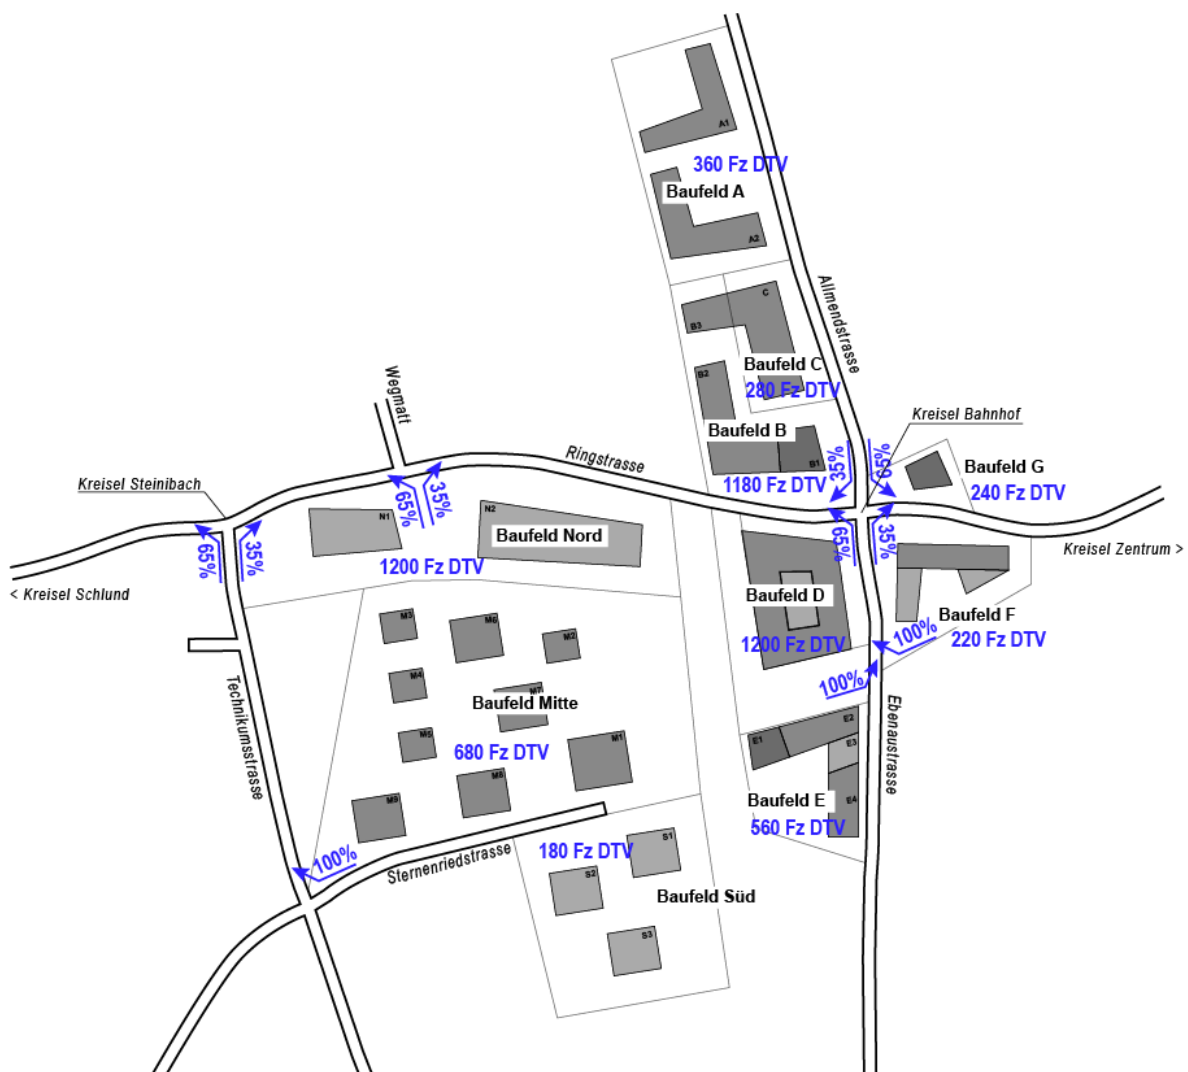 A1
360 Fz DTV
Baufeld A
A2
Allmendstrasse
C
B3
Baufeld C
280 Fz DTV
B2
Baufeld B
B1
1180 Fz DTV
35%
65%
Kreisel Bahnhof
Baufeld G
240 Fz DTV
Wegmatt
Ringstrasse
Kreisel Steinibach
65%
35%
N1
N2
Baufeld Nord
1200 Fz DTV
65%
35%
< Kreisel Schlund
65%
35%
Kreisel Zentrum >
Baufeld D
1200 Fz DTV
Baufeld F
220 Fz DTV
100%
100%
M3
M6
M2
M4
M7
Baufeld Mitte
M5
680 Fz DTV
M1
M8
M9
Technikumsstrasse
E1
E2
E3
E4
Baufeld E
560 Fz DTV
Ebenaustrasse
100%
Sternenriedstrasse
180 Fz DTV
S1
S2
Baufeld Süd
S3